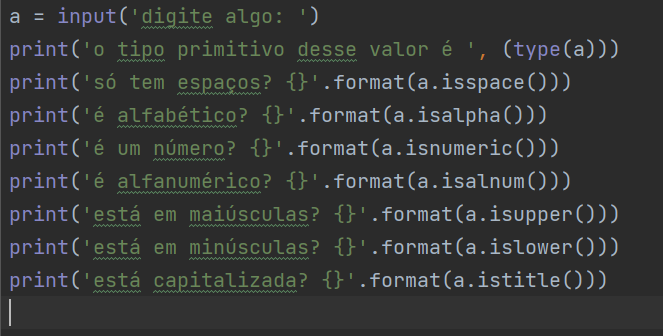 a = input('digite algo: ')
print('o tipo primitivo desse valor é ', (type(a)))
print('só tem espaços? {}'.format(a.isspace()))
print('é alfabético? {}'.format(a.isalpha()))
print('é um número? {}'.format(a.isnumeric()))
print('é alfanumérico? {}'.format(a.isalnum()))
print('está em maiúsculas? {}'.format(a.isupper()))
print('está em minúsculas? {}'.format(a.islower()))
print('está capitalizada? {}'.format(a.istitle()))